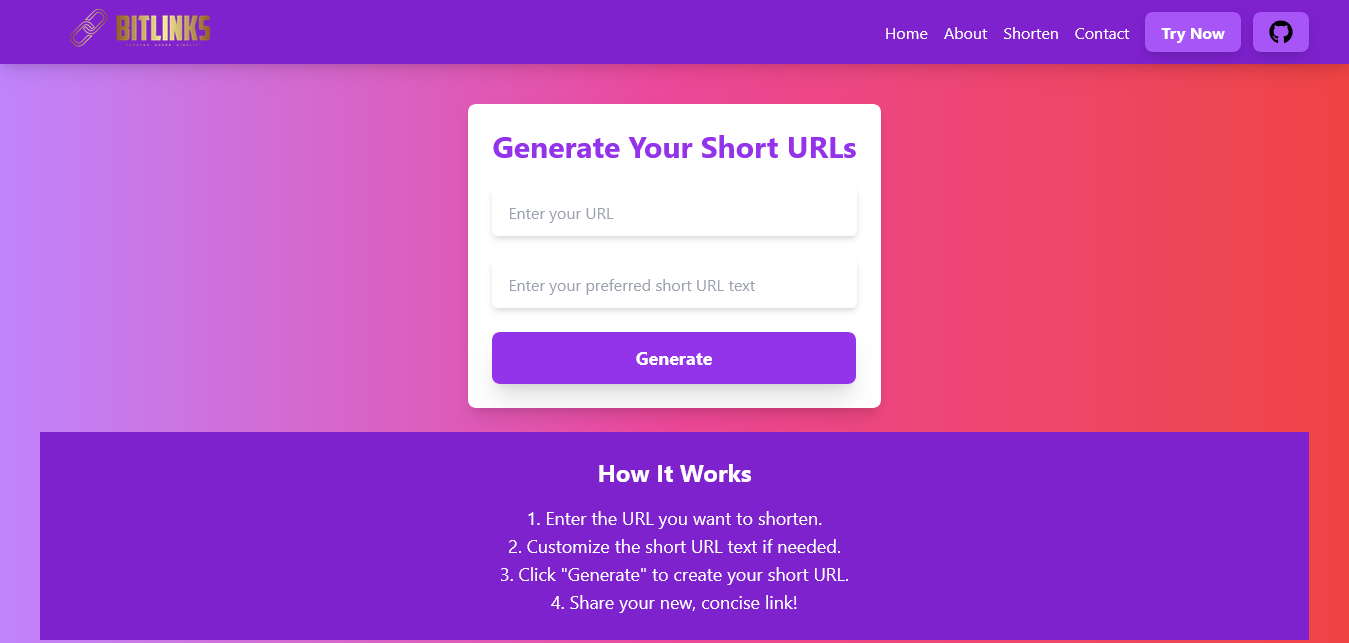 BITLINKS
Home About Shorten Contact Try Now
Generate Your Short URLs
Enter your URL
Enter your preferred short URL text
Generate
How It Works
1. Enter the URL you want to shorten.
2. Customize the short URL text if needed.
3. Click "Generate" to create your short URL.
4. Share your new, concise link!